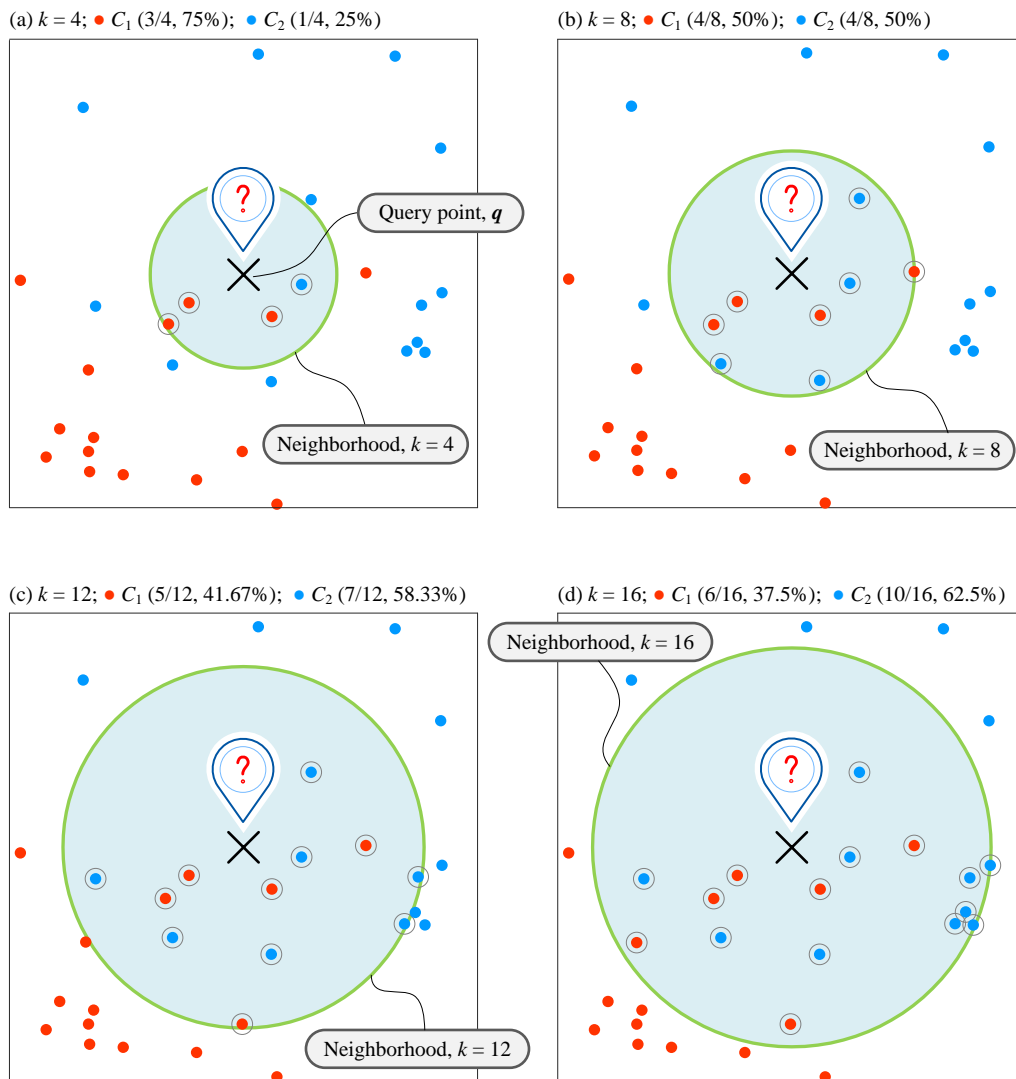 (a) k = 4; C1 (3/4, 75%); C2 (1/4, 25%)
(b) k = 8; C1 (4/8, 50%); C2 (4/8, 50%)
?
Query point, q
Neighborhood, k = 4
?
Neighborhood, k = 8
(c) k = 12; C1 (5/12, 41.67%); C2 (7/12, 58.33%)
(d) k = 16; C1 (6/16, 37.5%); C2 (10/16, 62.5%)
?
Neighborhood, k = 12
Neighborhood, k = 16
?